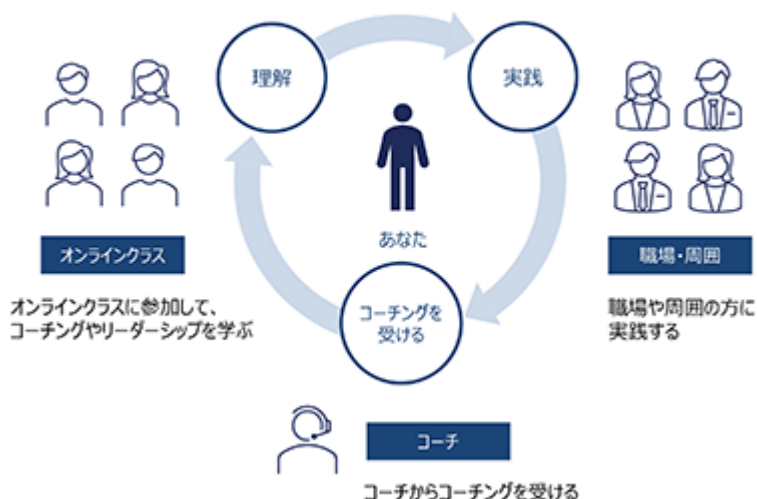 理解
実践
あなた
オンラインクラス
職場・周囲
オンラインクラスに参加して、
コーチングやリーダーシップを学ぶ
職場や周囲の方に
実践する
コーチングを
受ける
コーチ
コーチからコーチングを受ける